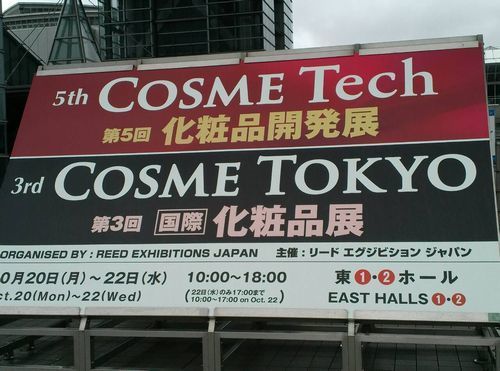 5th COSME Tech
第5回 化粧品開発展
3rd COSME TOKYO
第3回 国際 化粧品展
ORGANISED BY : REED EXHIBITIONS JAPAN 主催 : リード エグジビション ジャパン
0月20日(月)~22日(水) 10:00~18:00 東1・2ホール
ct.20(Mon)~22(Wed) (22日(水)のみ17:00まで EAST HALLS 1・2
10:00~17:00 on Oct. 22)